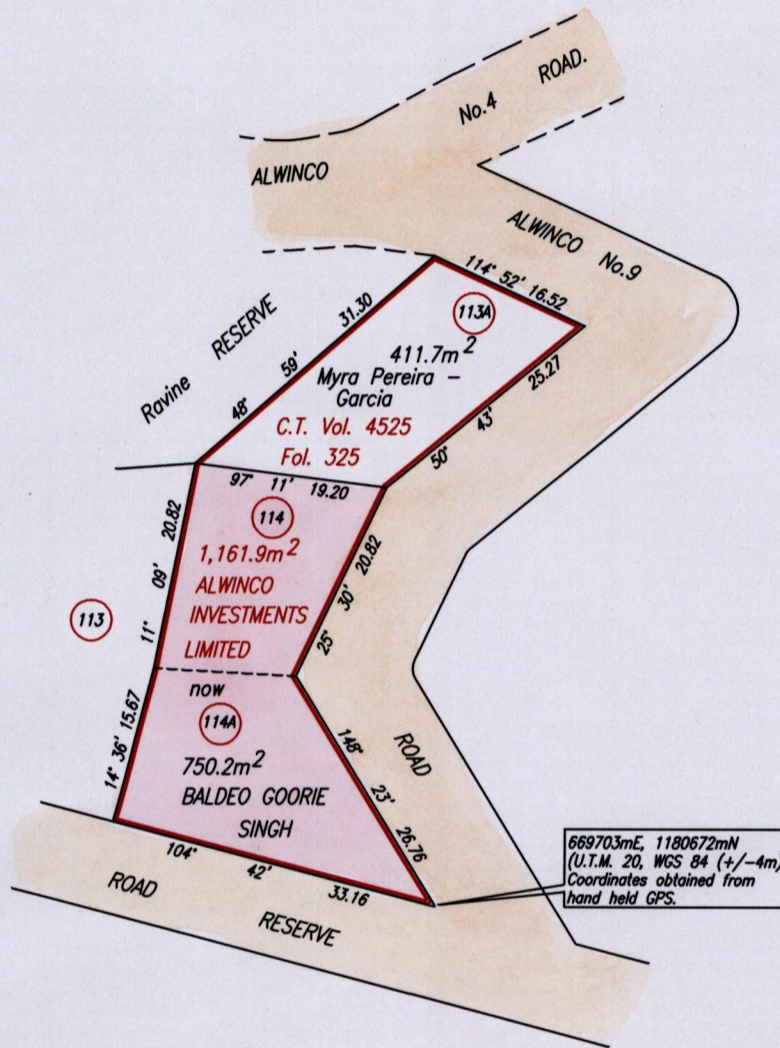 No.4 ROAD.
ALWINCO
ALWINCO No.9
114° 52' 16.52
113A
31.30
59'
48°
Ravine RESERVE
411.7m2
Myra Pereira -
Garcia
C.T. Vol. 4525
Fol. 325
25.27
43'
50°
97° 11' 19.20
114
1,161.9m2
ALWINCO
INVESTMENTS
LIMITED
20.82
09'
11°
20.82
30'
25°
113
now
114A
750.2m2
BALDEO GOORIE
SINGH
14° 36' 15.67
148°
23'
26.76
ROAD
104°
42'
33.16
ROAD RESERVE
669703mE, 1180672mN
(U.T.M. 20, WGS 84 (+/-4m)
Coordinates obtained from
hand held GPS.